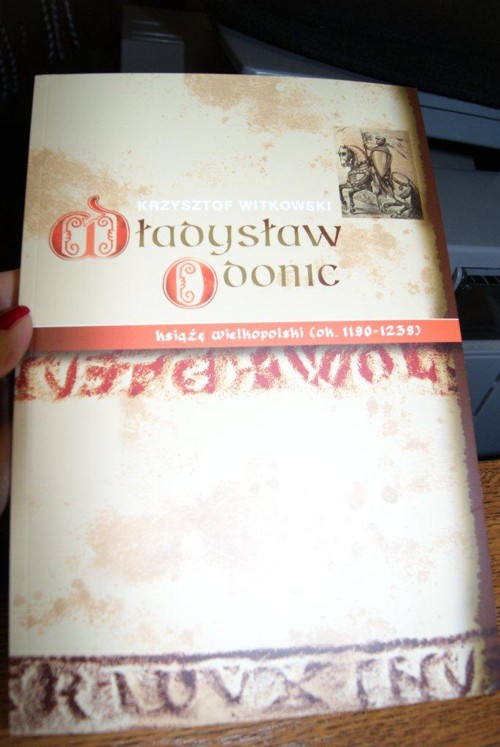 KRZYSZTOF WITKOWSKI
Władysław
Odonic
książę wielkopolski (ok. 1190-1239)